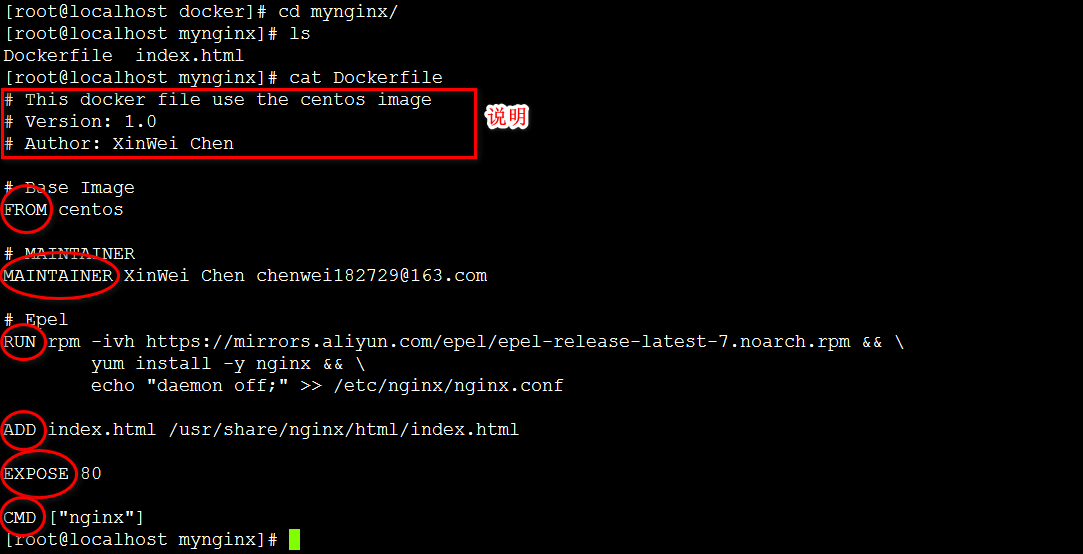 [root@localhost docker]# cd mynginx/
[root@localhost mynginx]# ls
Dockerfile  index.html
[root@localhost mynginx]# cat Dockerfile
# This docker file use the centos image
# Version: 1.0
说明
# Author: XinWei Chen
# Base Image
FROM centos
# MAINTAINER
MAINTAINER XinWei Chen chenwei182729@163.com
# Epel
RUN rpm -ivh https://mirrors.aliyun.com/epel/epel-release-latest-7.noarch.rpm && \
        yum install -y nginx && \
        echo "daemon off;" >> /etc/nginx/nginx.conf
ADD index.html /usr/share/nginx/html/index.html
EXPOSE 80
CMD ["nginx"]
[root@localhost mynginx]#